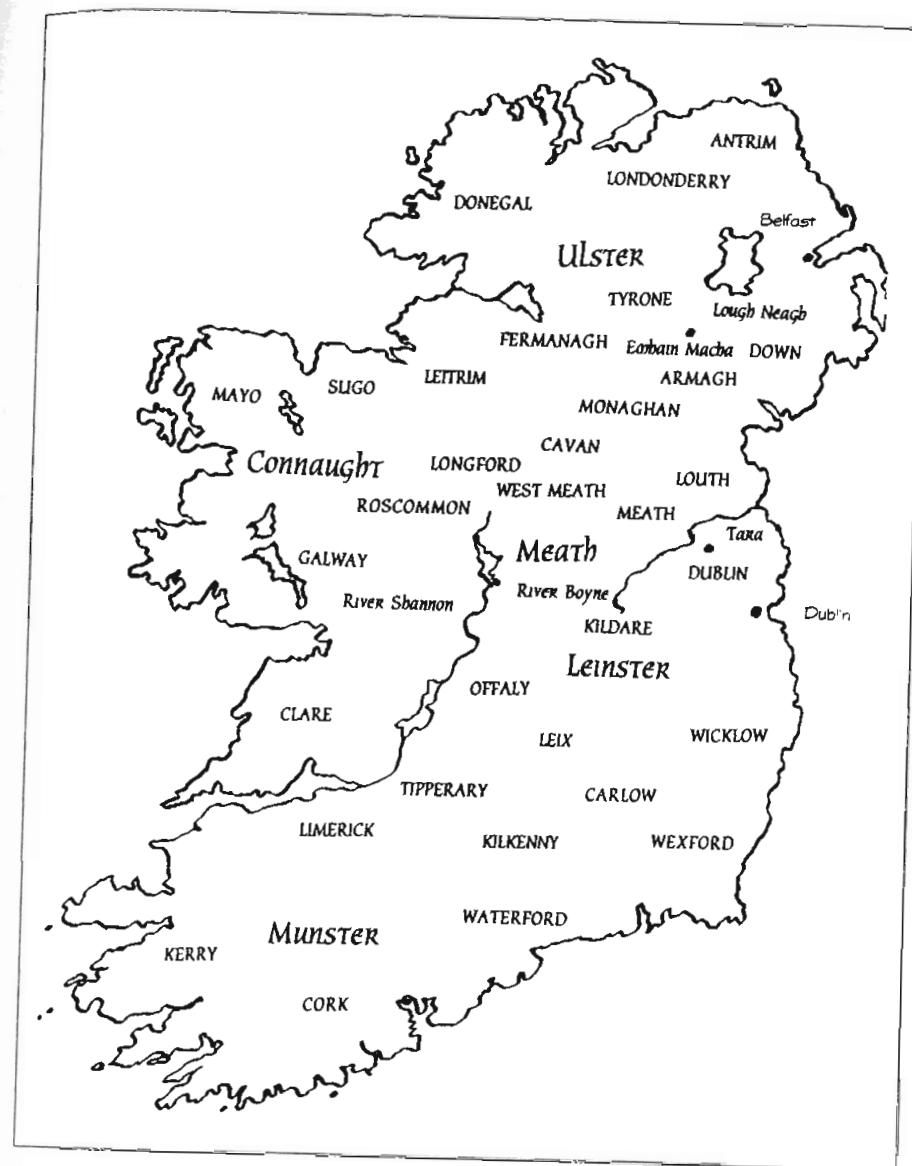 ANTRIM
LONDONDERRY
DONEGAL
Belfast
Ulster
TYRONE
Lough Neagh
FERMANAGH
Emhain Macha
DOWN
ARMAGH
LEITRIM
SLIGO
MAYO
MONAGHAN
CAVAN
Connaught
LONGFORD
LOUTH
WEST MEATH
ROSCOMMON
MEATH
Tara
Meath
GALWAY
DUBLIN
River Boyne
River Shannon
Dublin
KILDARE
Leinster
OFFALY
CLARE
LEIX
WICKLOW
TIPPERARY
CARLOW
LIMERICK
KILKENNY
WEXFORD
WATERFORD
Munster
KERRY
CORK